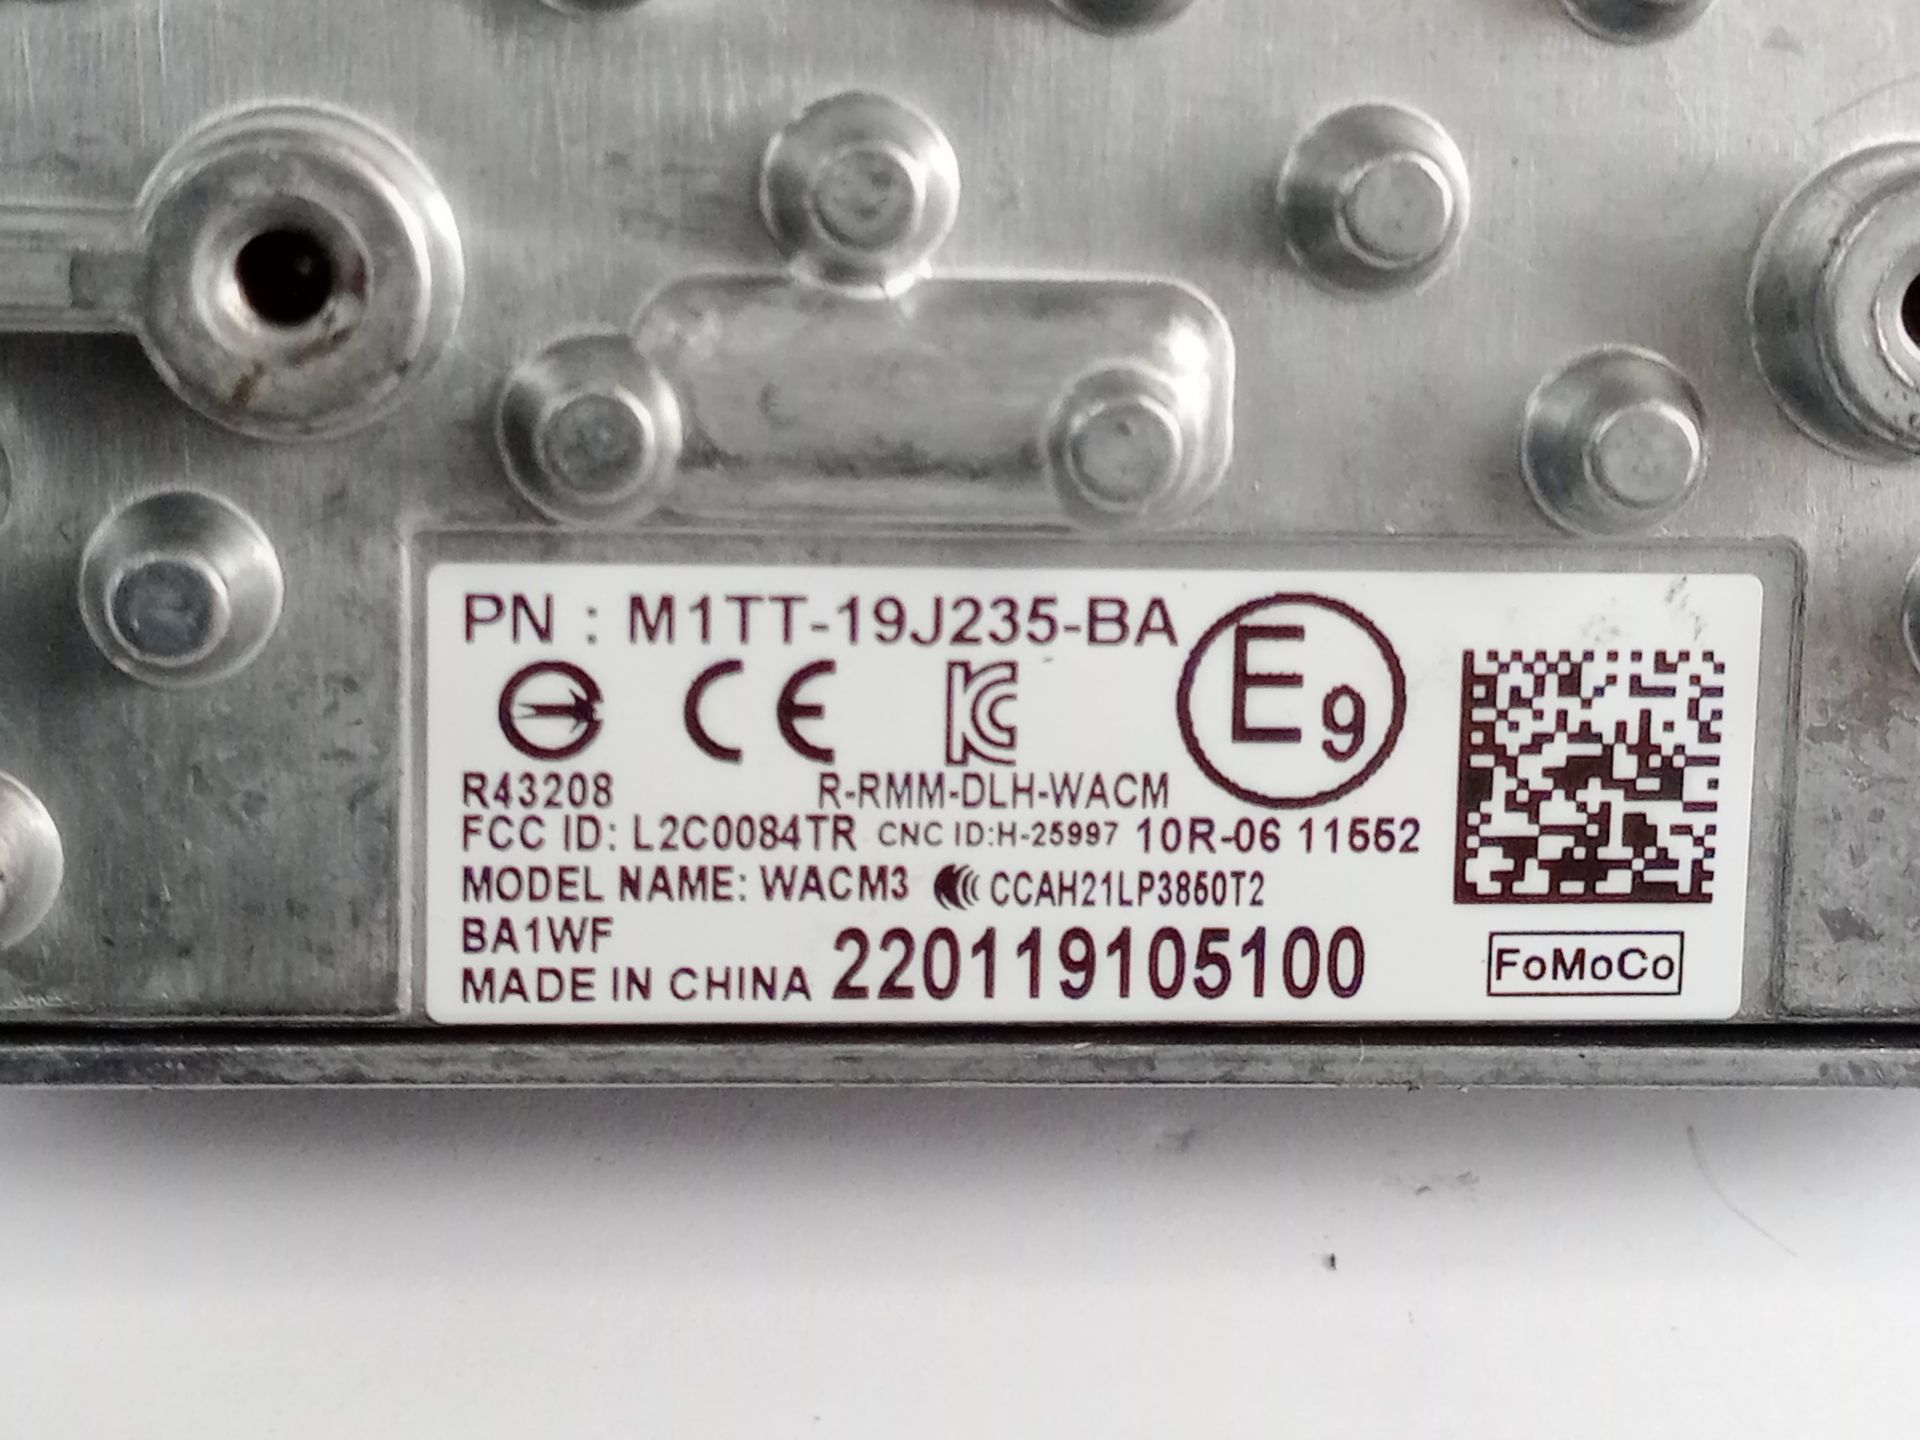 PN : M1TT-19J235-BA
CE E9
R43208 R-RMM-DLH-WACM
FCC ID: L2C0084TR CNC ID:H-25997 10R-06 11552
MODEL NAME: WACM3 CCAH21LP3850T2
BA1WF
MADE IN CHINA 220119105100
FoMoCo